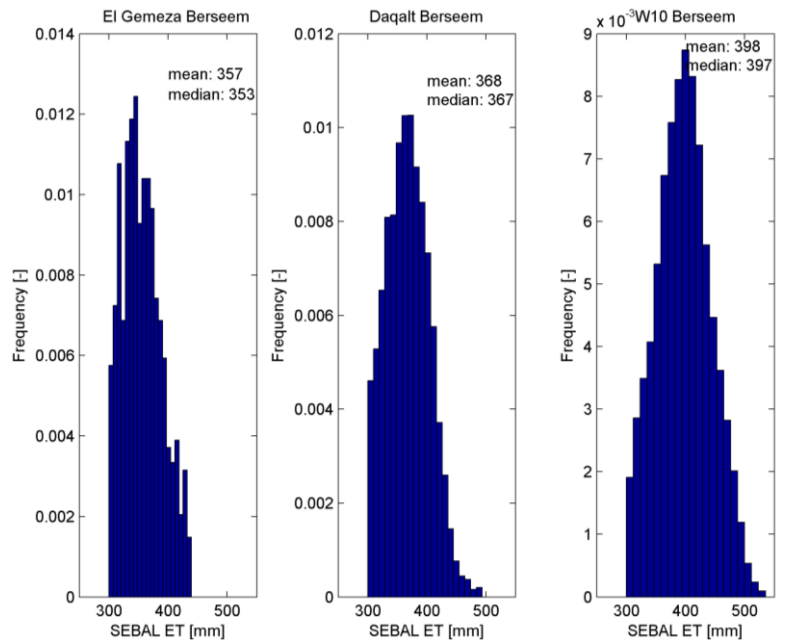 El Gemeza Berseem
0.014
0.012
0.01
0.008
0.006
0.004
0.002
0
mean: 357
median: 353
Frequency [-]
300 400 500
SEBAL ET [mm]
Daqalt Berseem
0.012
0.01
0.008
0.006
0.004
0.002
0
mean: 368
median: 367
Frequency [-]
300 400 500
SEBAL ET [mm]
x 10-3 W10 Berseem
9
8
7
6
5
4
3
2
1
0
mean: 398
median: 397
Frequency [-]
300 400 500
SEBAL ET [mm]